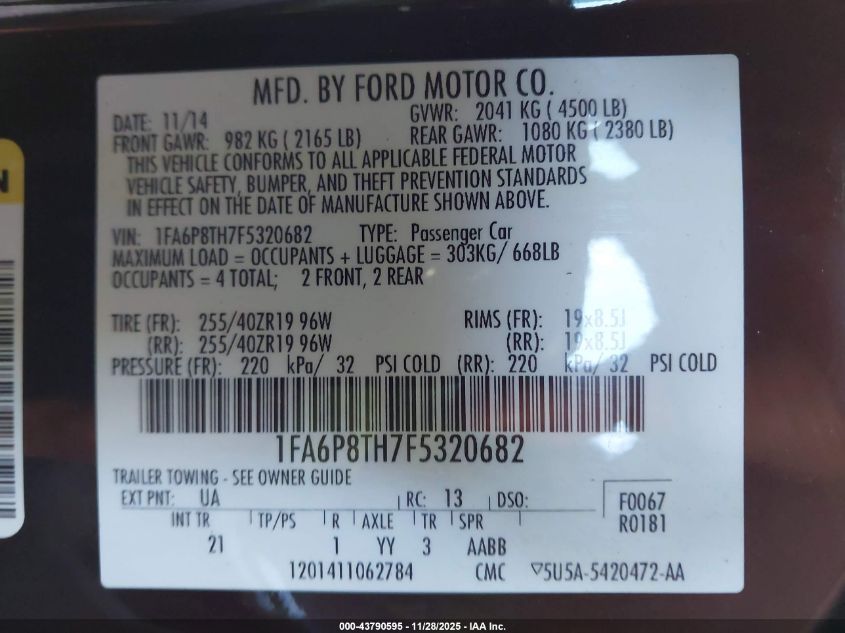 MFD. BY FORD MOTOR CO.
DATE: 11/14 GVWR: 2041 KG ( 4500 LB)
FRONT GAWR: 982 KG ( 2165 LB) REAR GAWR: 1080 KG ( 2380 LB)
THIS VEHICLE CONFORMS TO ALL APPLICABLE FEDERAL MOTOR
VEHICLE SAFETY, BUMPER, AND THEFT PREVENTION STANDARDS
IN EFFECT ON THE DATE OF MANUFACTURE SHOWN ABOVE.
VIN: 1FA6P8TH7F5320682 TYPE: Passenger Car
MAXIMUM LOAD = OCCUPANTS + LUGGAGE = 303KG/ 668LB
OCCUPANTS = 4 TOTAL; 2 FRONT, 2 REAR
TIRE (FR): 255/40ZR19 96W RIMS (FR): 19x8.5J
(RR): 255/40ZR19 96W (RR): 19x8.5J
PRESSURE (FR): 220 kPa/ 32 PSI COLD (RR): 220 kPa/ 32 PSI COLD
1FA6P8TH7F5320682
TRAILER TOWING - SEE OWNER GUIDE
EXT PNT: UA RC: 13 DSO: F0067
R0181
INT TR TP/PS R AXLE TR SPR
21 1 YY 3 AABB
1201411062784 CMC ▽5U5A-5420472-AA
N
000-43790595 - 11/28/2025 - IAA Inc.